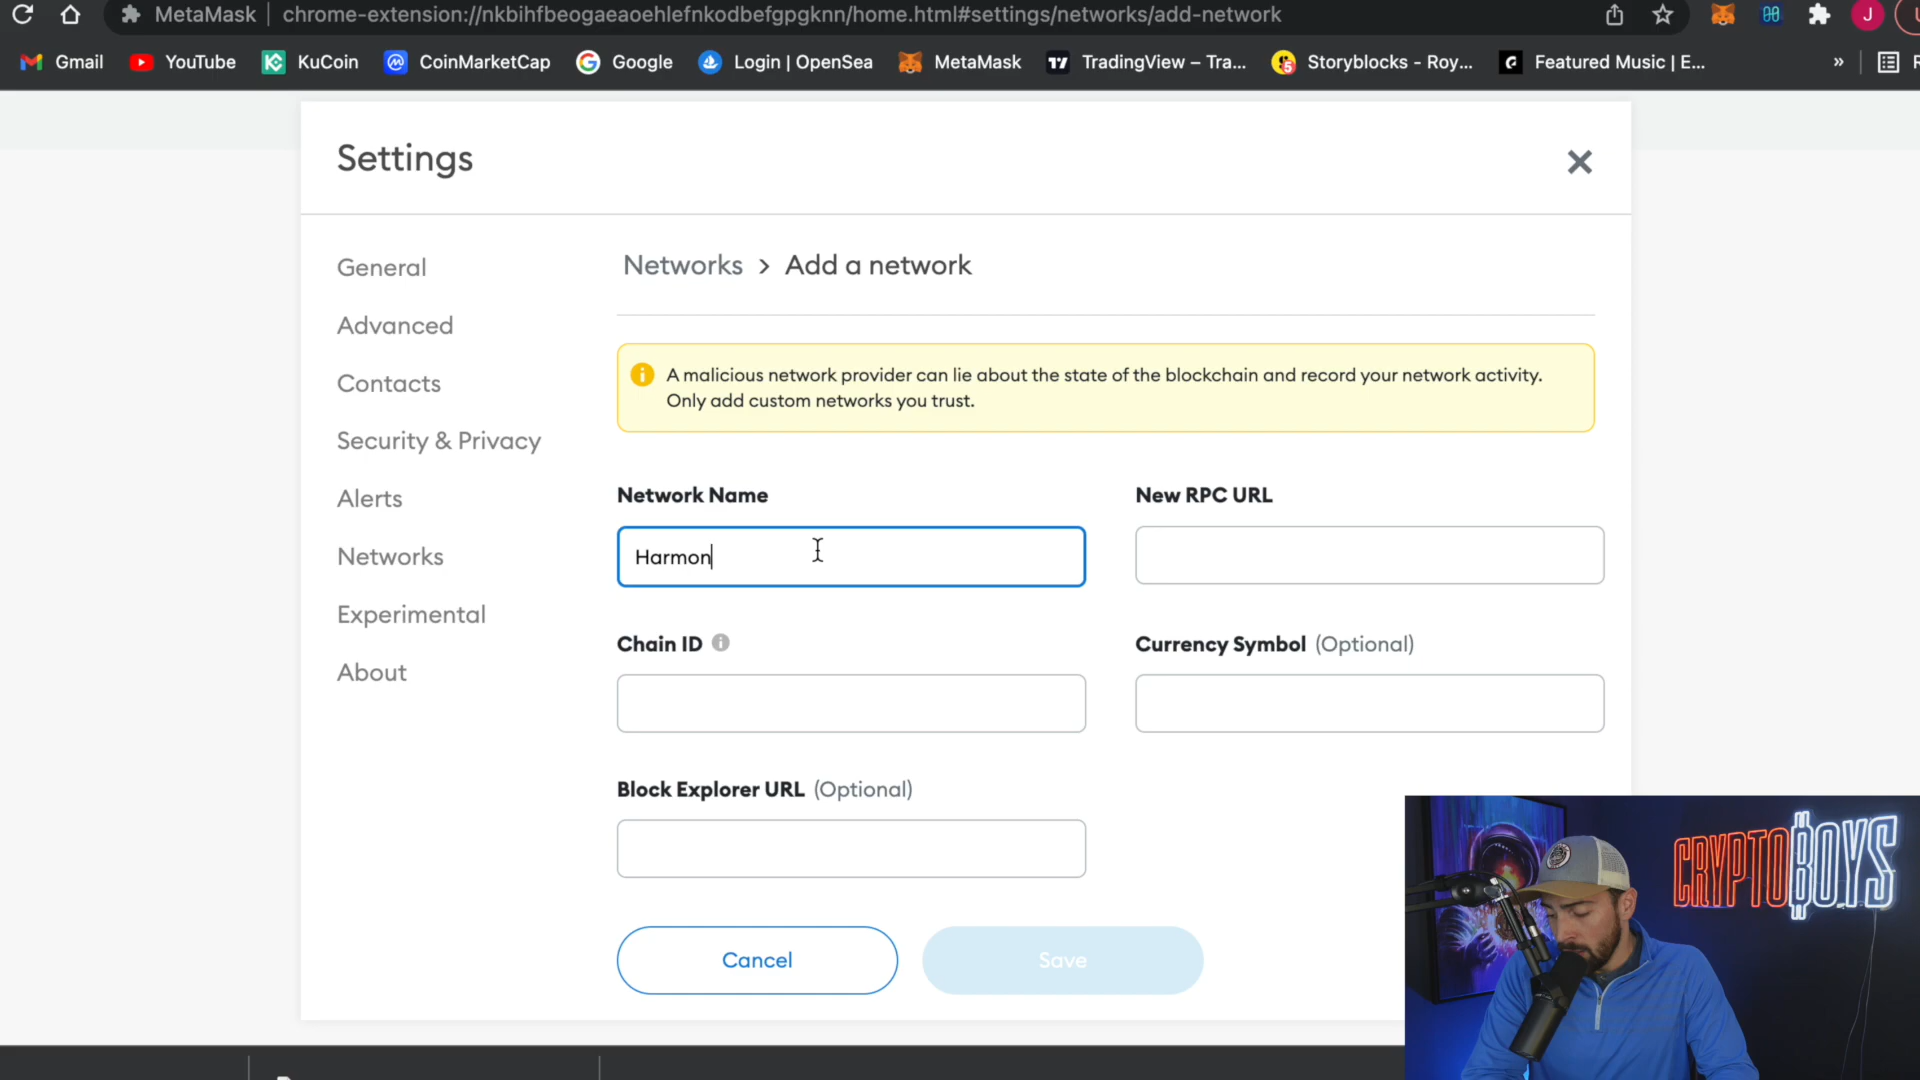 MetaMask chrome-extension://nkbihfbeogaeaoehlefnkodbefgpgknn/home.html#settings/networks/add-network J
Gmail YouTube KuCoin CoinMarketCap Google Login | OpenSea MetaMask TradingView – Tra... Storyblocks - Roy... Featured Music | E... »
Settings
General
Advanced
Contacts
Security & Privacy
Alerts
Networks
Experimental
About
Networks > Add a network
A malicious network provider can lie about the state of the blockchain and record your network activity.
Only add custom networks you trust.
Network Name
Harmon
New RPC URL
Chain ID
Currency Symbol (Optional)
Block Explorer URL (Optional)
Cancel
Save
CRYPTO₿OYS